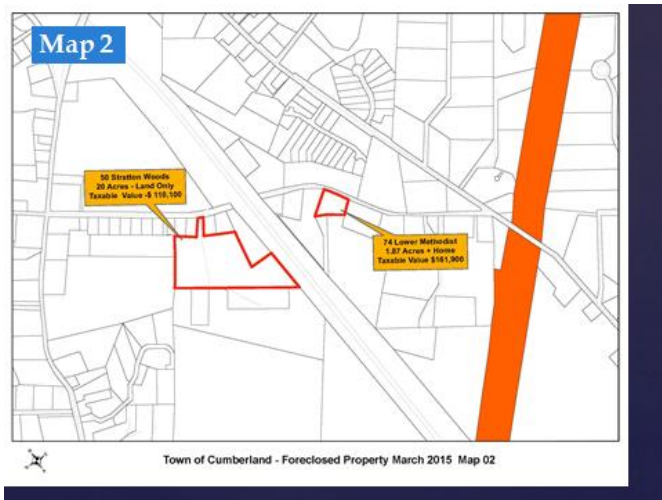 Map 2
50 Stratton Woods
20 Acres - Land Only
Taxable Value -$ 110,100
74 Lower Methodist
1.87 Acres + Home
Taxable Value $161,900
Town of Cumberland - Foreclosed Property March 2015 Map 02